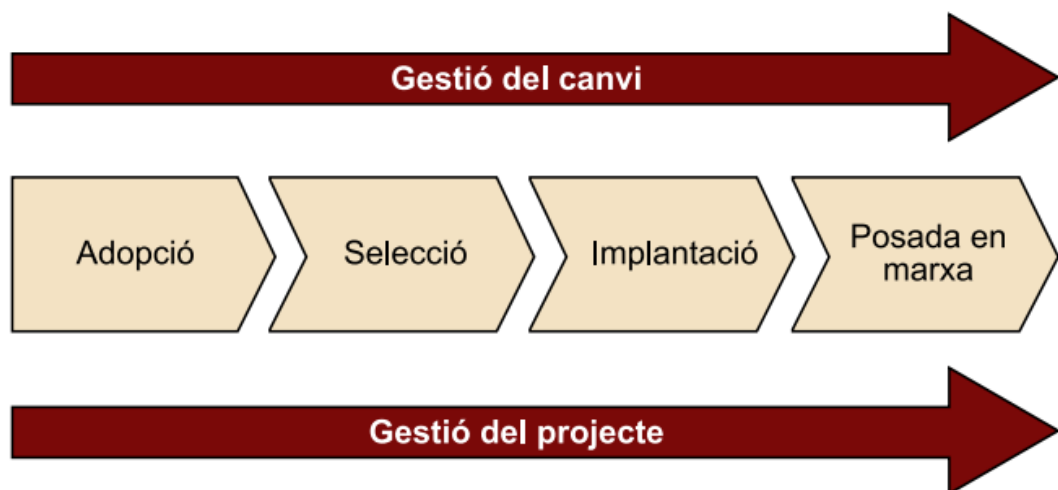 Gestió del canvi
Adopció
Selecció
Implantació
Posada en
marxa
Gestió del projecte